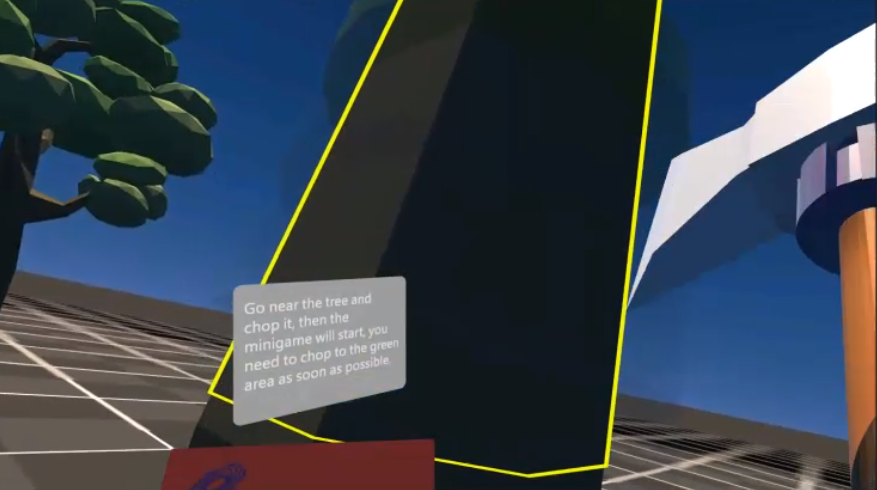 Go near the tree and
chop it, then the
minigame will start, you
need to chop to the green
area as soon as possible.